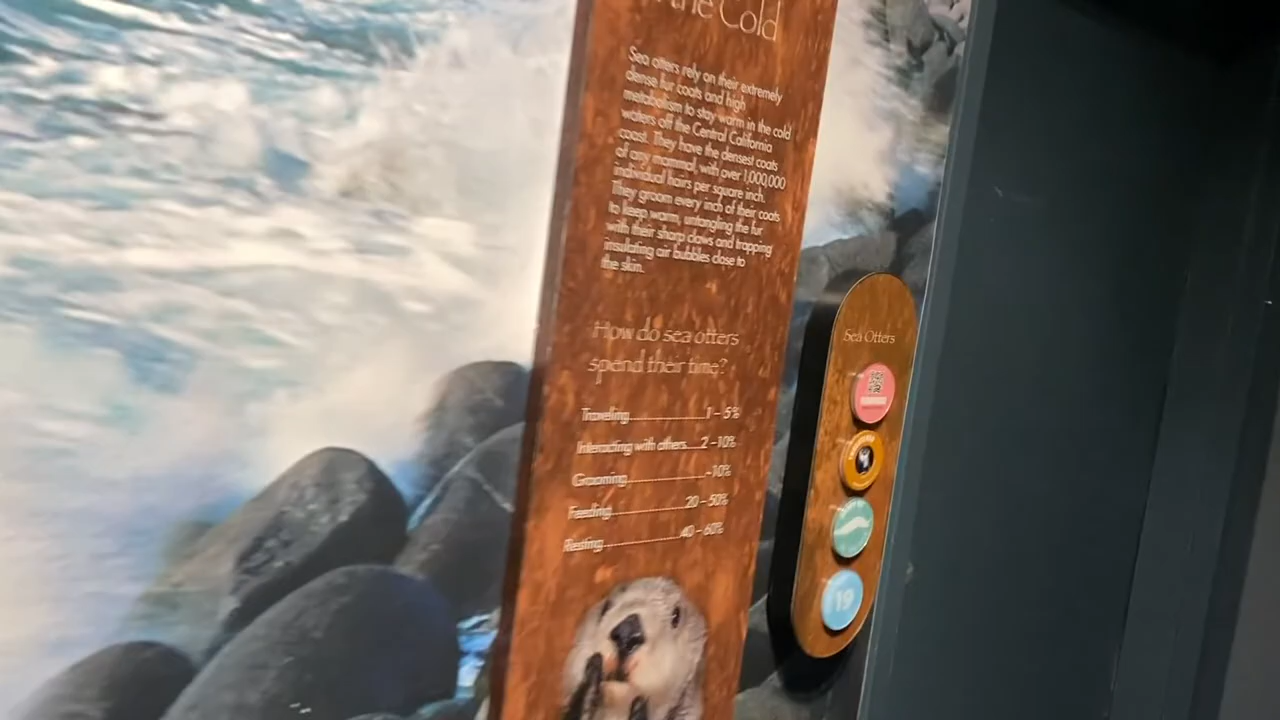 the Cold
Sea otters rely on their extremely
dense fur coats and high
metabolism to stay warm in the cold
waters off the Central California
coast. They have the densest coats
of any mammal, with over 1,000,000
individual hairs per square inch.
They groom every inch of their coats
to keep warm, untangling the fur
with their sharp claws and trapping
insulating air bubbles close to
the skin.
How do sea otters
spend their time?
Traveling....................1 – 5%
Interacting with others.....2 –10%
Grooming.....................~10%
Feeding...................20 – 50%
Resting...................40 – 60%
Sea Otters
19